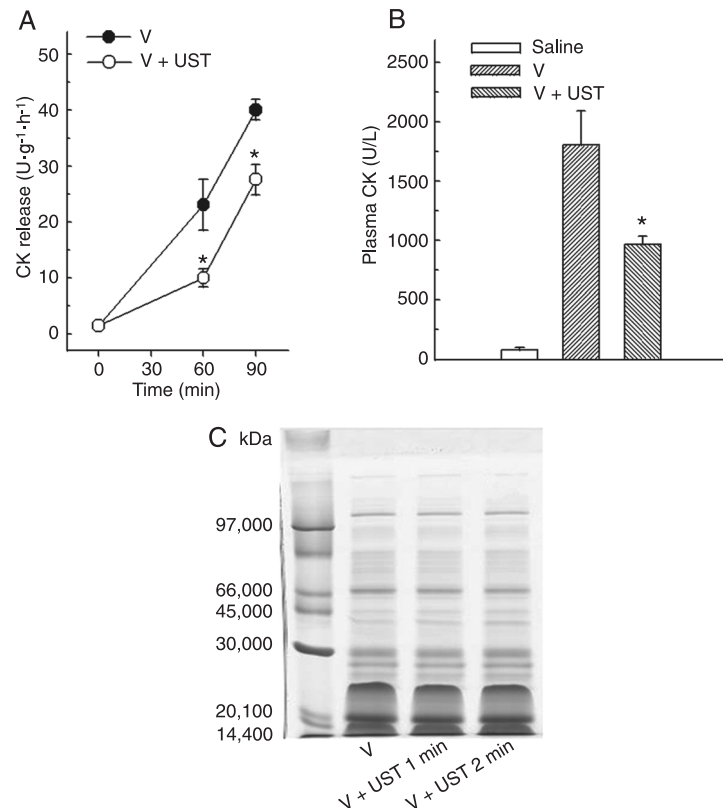 A
V
V + UST
CK release (U·g⁻¹·h⁻¹)
50
40
30
20
10
0
*
*
0 30 60 90
Time (min)
B
Saline
V
V + UST
Plasma CK (U/L)
2500
2000
1750
1000
500
0
*
C kDa
97,000
66,000
45,000
30,000
20,100
14,400
V
V + UST 1 min
V + UST 2 min